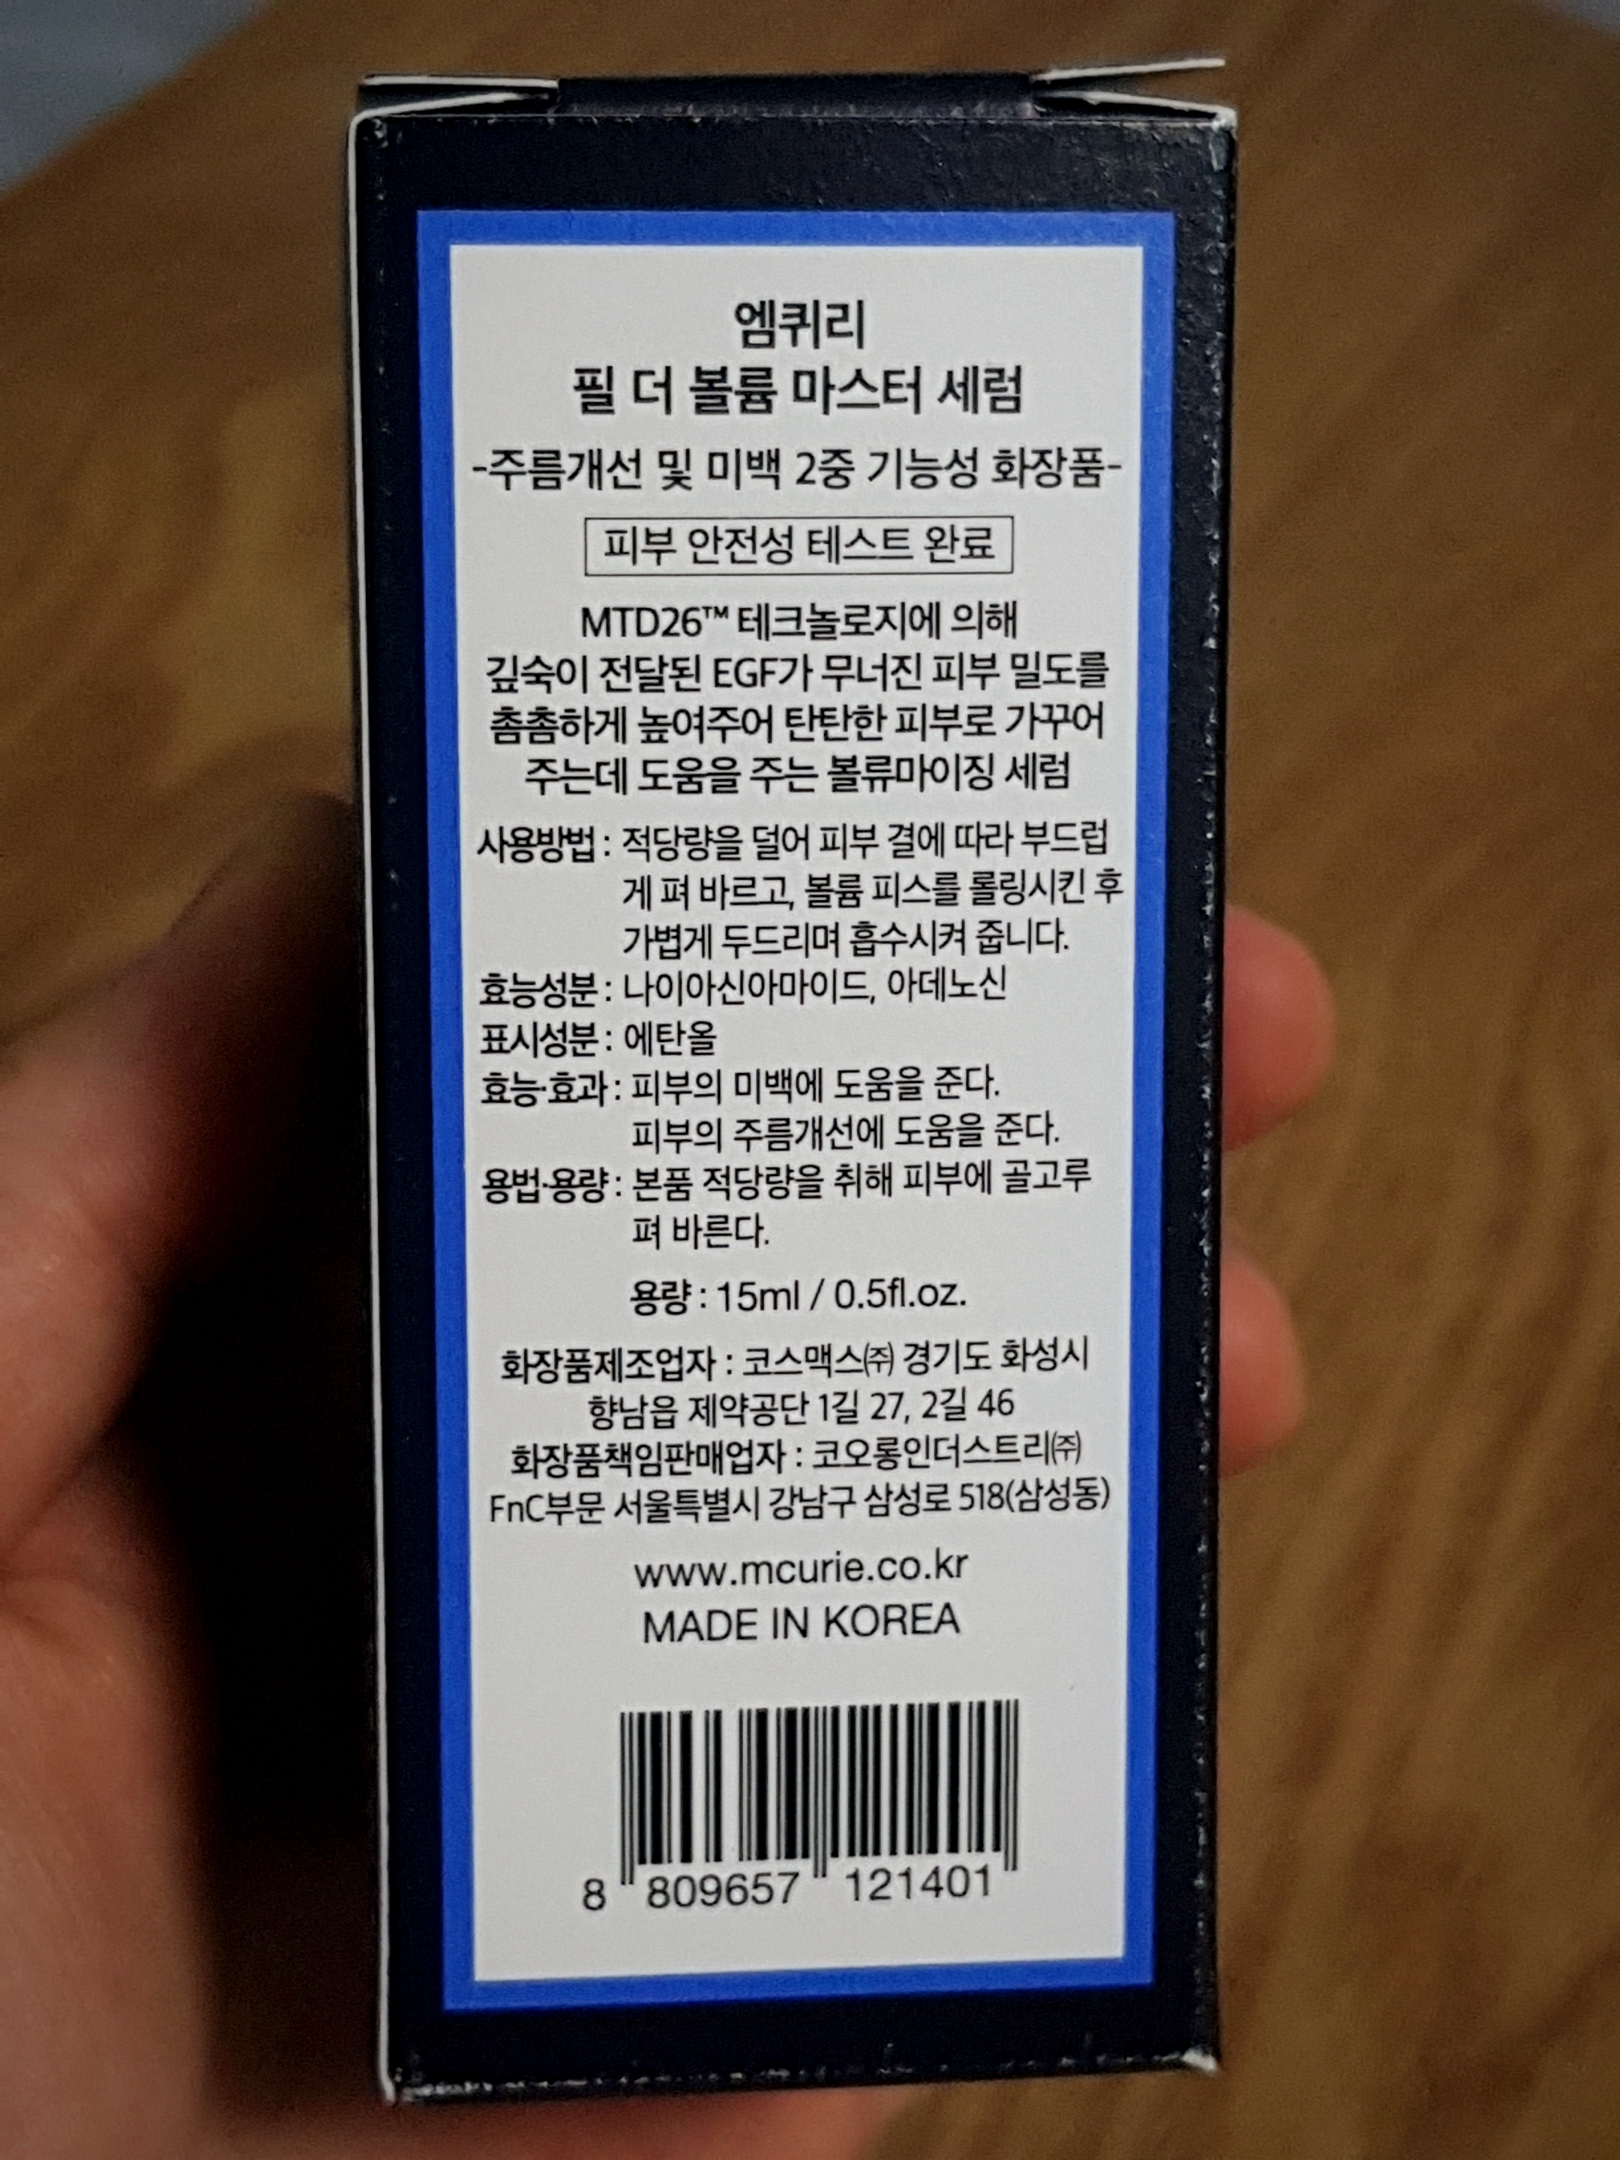 엠퀴리
필 더 볼륨 마스터 세럼
-주름개선 및 미백 2중 기능성 화장품-
피부 안전성 테스트 완료
MTD26™ 테크놀로지에 의해
깊숙이 전달된 EGF가 무너진 피부 밀도를
촘촘하게 높여주어 탄탄한 피부로 가꾸어
주는데 도움을 주는 볼류마이징 세럼
사용방법 : 적당량을 덜어 피부 결에 따라 부드럽
게 펴 바르고, 볼륨 피스를 롤링시킨 후
가볍게 두드리며 흡수시켜 줍니다.
효능성분 : 나이아신아마이드, 아데노신
표시성분 : 에탄올
효능·효과 : 피부의 미백에 도움을 준다.
피부의 주름개선에 도움을 준다.
용법·용량 : 본품 적당량을 취해 피부에 골고루
펴 바른다.
용량 : 15ml / 0.5fl.oz.
화장품제조업자 : 코스맥스㈜ 경기도 화성시
향남읍 제약공단 1길 27, 2길 46
화장품책임판매업자 : 코오롱인더스트리㈜
FnC부문 서울특별시 강남구 삼성로 518(삼성동)
www.mcurie.co.kr
MADE IN KOREA
8 809657 121401